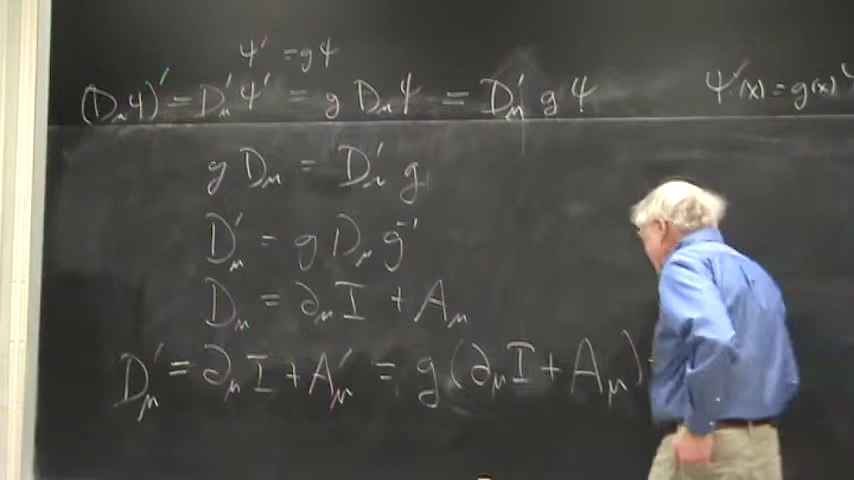 Ψ' = gΨ
(D_μ Ψ)' = D'_μ Ψ' = g D_μ Ψ = D'_μ g Ψ
Ψ'(x) = g(x)
g D_μ = D'_μ g
D'_μ = g D_μ g⁻¹
D_μ = ∂_μ I + A_μ
D'_μ = ∂_μ I + A'_μ = g(∂_μ I + A_μ)